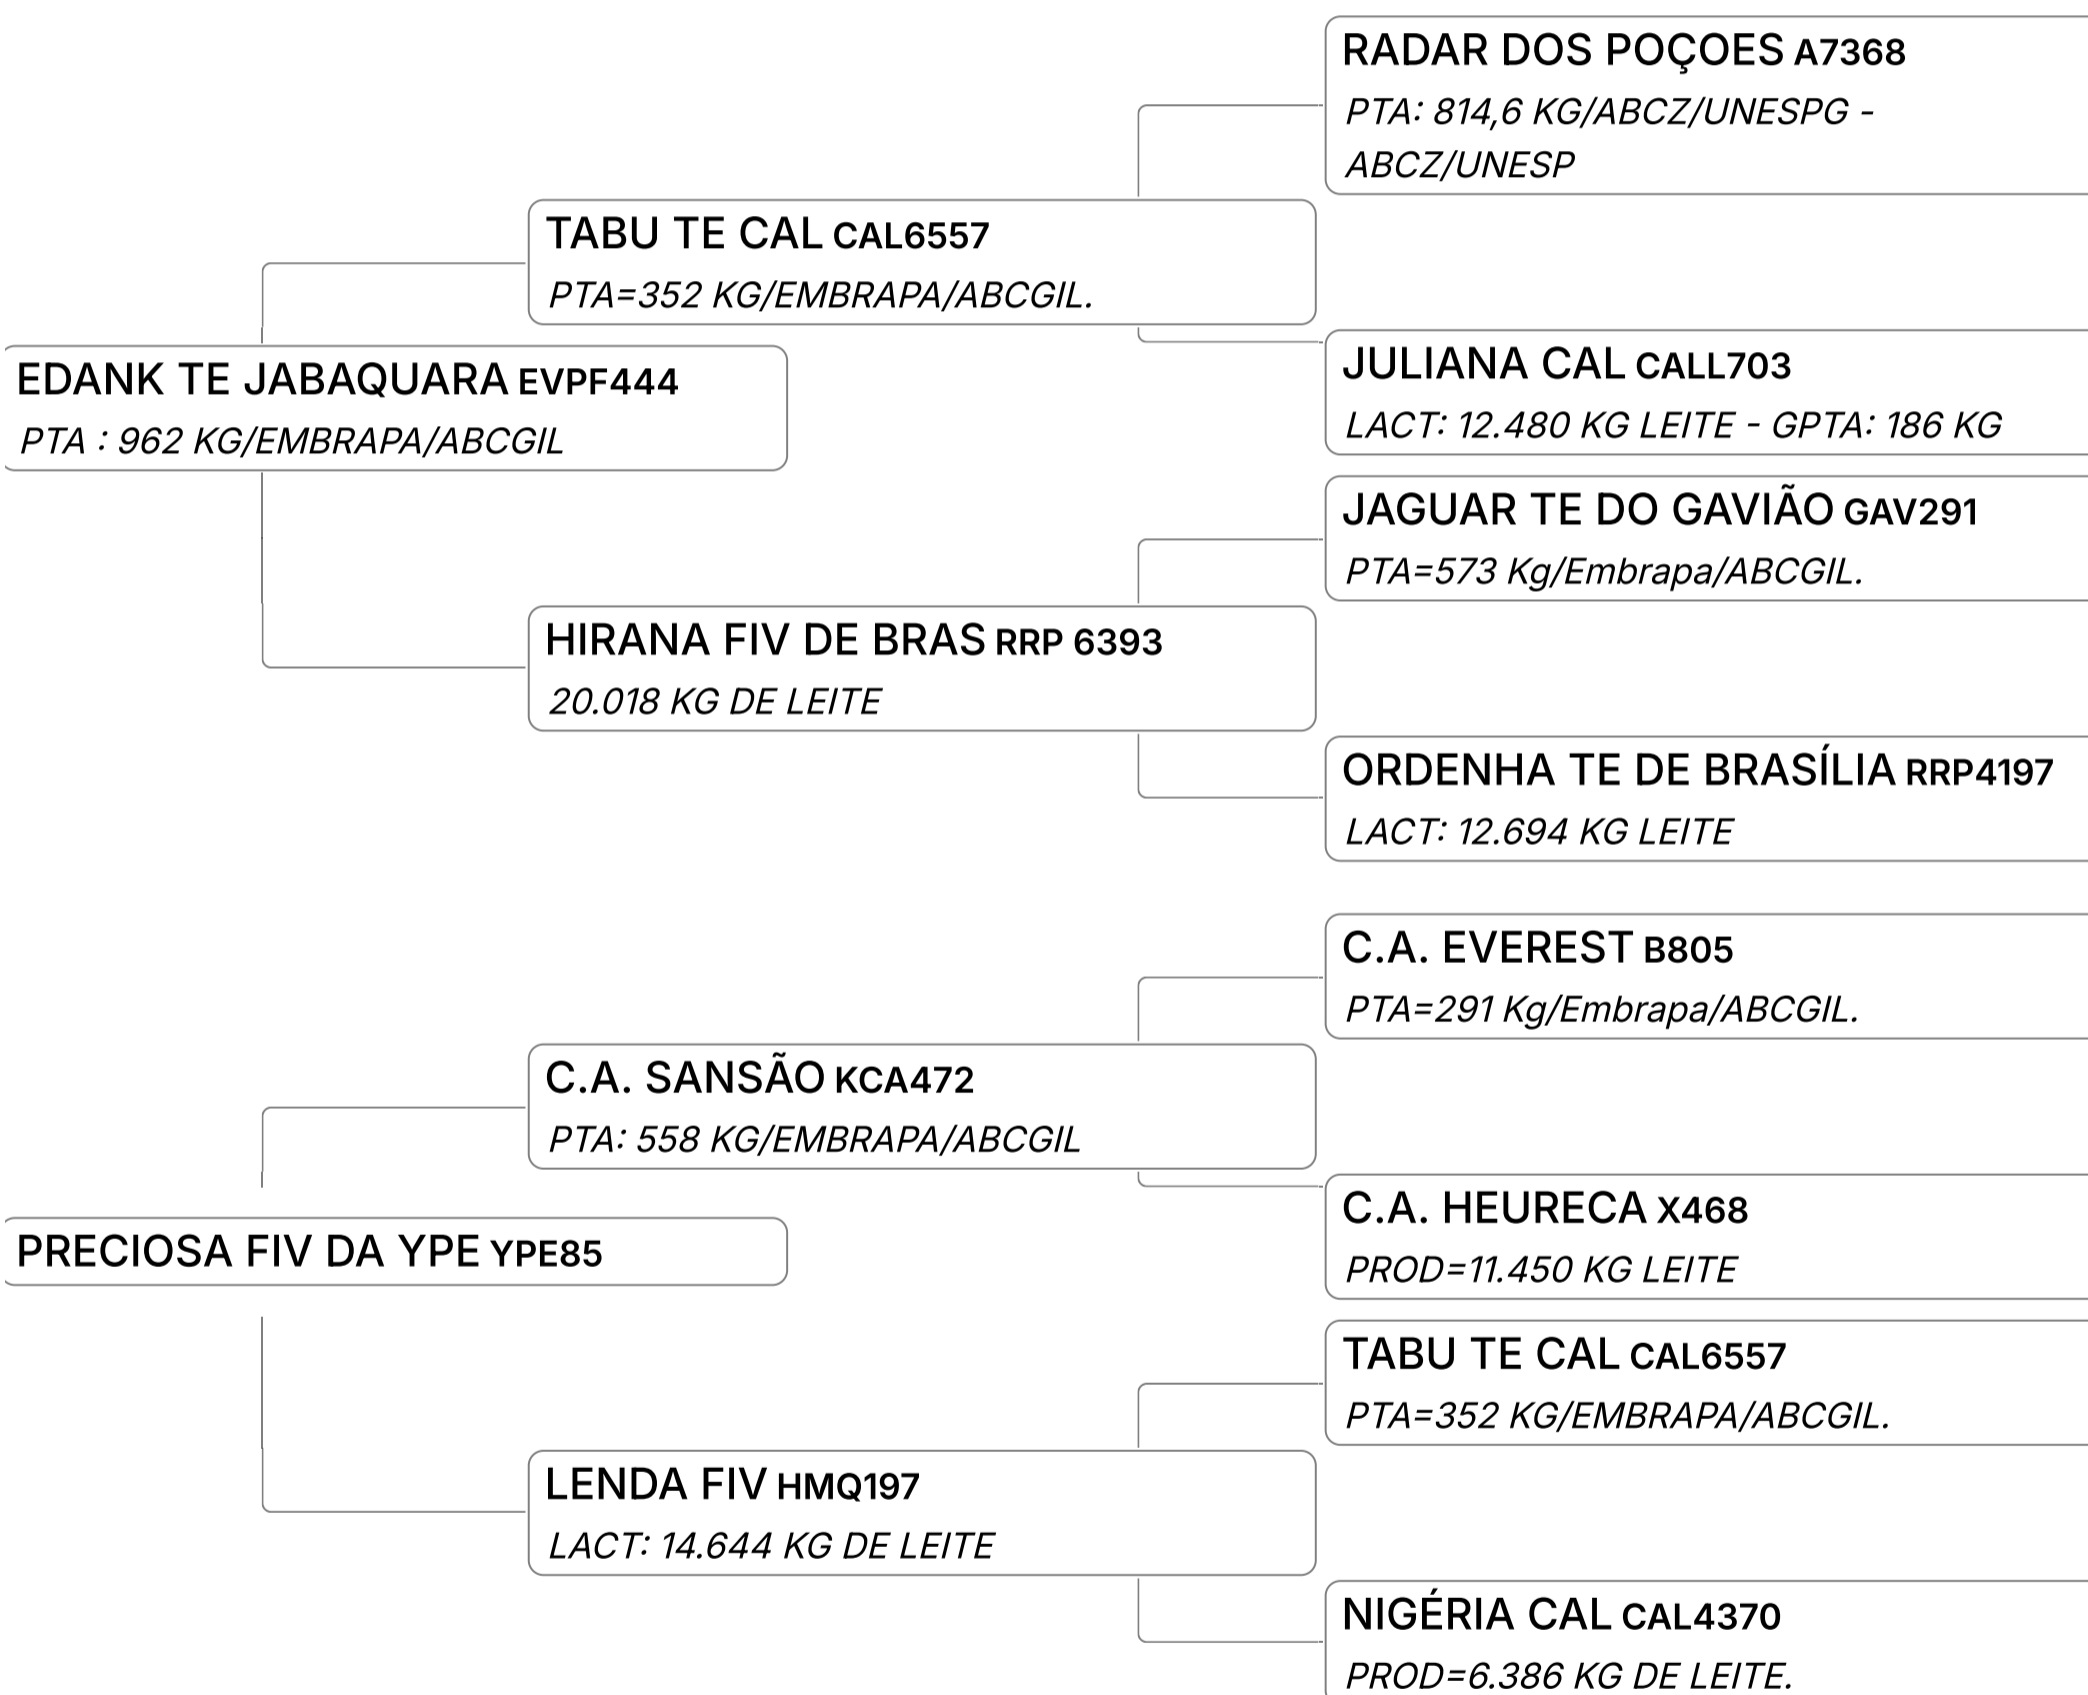 RADAR DOS POÇOES A7368
PTA: 814,6 KG/ABCZ/UNESPG -
ABCZ/UNESP
TABU TE CAL CAL6557
PTA=352 KG/EMBRAPA/ABCGIL.
JULIANA CAL CALL703
LACT: 12.480 KG LEITE - GPTA: 186 KG
EDANK TE JABAQUARA EVPF444
PTA : 962 KG/EMBRAPA/ABCGIL
JAGUAR TE DO GAVIÃO GAV291
PTA=573 Kg/Embrapa/ABCGIL.
HIRANA FIV DE BRAS RRP 6393
20.018 KG DE LEITE
ORDENHA TE DE BRASÍLIA RRP4197
LACT: 12.694 KG LEITE
C.A. EVEREST B805
PTA=291 Kg/Embrapa/ABCGIL.
C.A. SANSÃO KCA472
PTA: 558 KG/EMBRAPA/ABCGIL
C.A. HEURECA X468
PROD=11.450 KG LEITE
PRECIOSA FIV DA YPE YPE85
TABU TE CAL CAL6557
PTA=352 KG/EMBRAPA/ABCGIL.
LENDA FIV HMQ197
LACT: 14.644 KG DE LEITE
NIGÉRIA CAL CAL4370
PROD=6.386 KG DE LEITE.